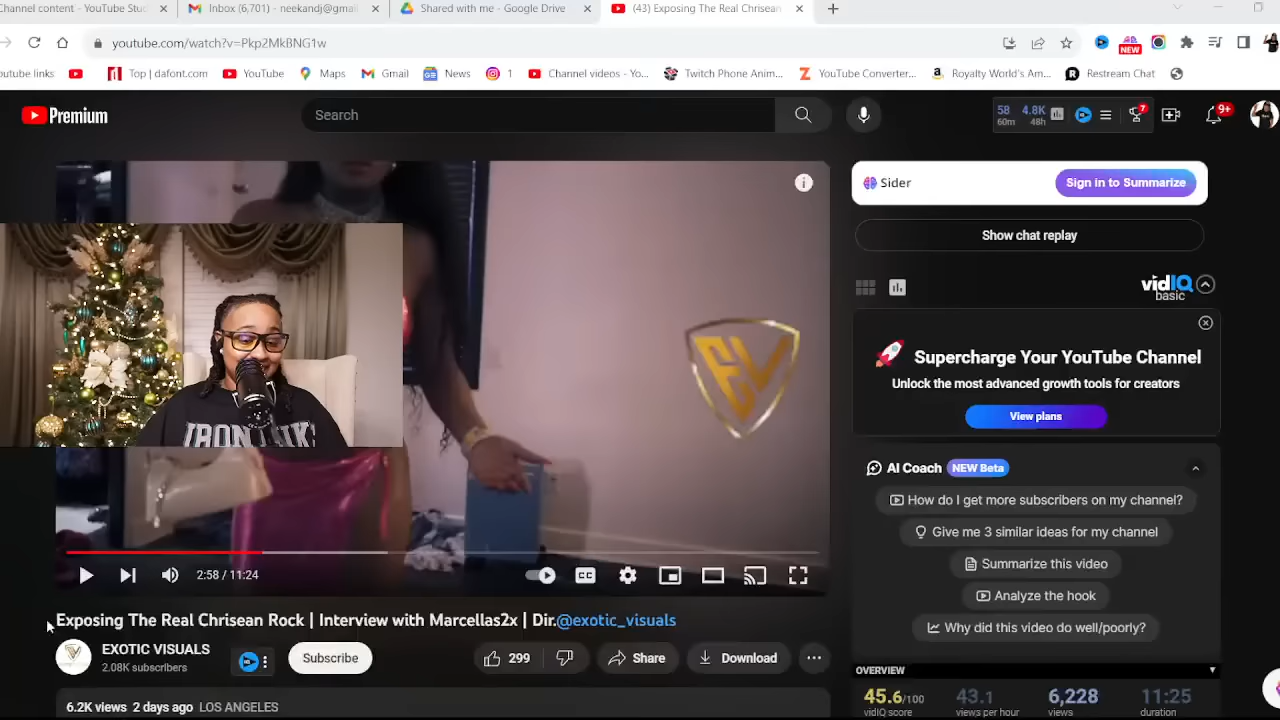 Channel content - YouTube Stud
Inbox (6,701) - neekandj@gmail
Shared with me - Google Drive
(43) Exposing The Real Chrisean
youtube.com/watch?v=Pkp2MkBNG1w
NEW
outube links
Top | dafont.com
YouTube
Maps
Gmail
News
1
Channel videos - Yo...
Twitch Phone Anim...
YouTube Converter...
Royalty World's Am...
Restream Chat
Premium
Search
58
60m
4.8K
48h
7
9+
Sider
Sign in to Summarize
Show chat replay
vidIQ
basic
Supercharge Your YouTube Channel
Unlock the most advanced growth tools for creators
View plans
EV
AI Coach NEW Beta
How do I get more subscribers on my channel?
Give me 3 similar ideas for my channel
Summarize this video
Analyze the hook
Why did this video do well/poorly?
2:58 / 11:24
CC
Exposing The Real Chrisean Rock | Interview with Marcellas2x | Dir.@exotic_visuals
EXOTIC VISUALS
2.08K subscribers
Subscribe
299
Share
Download
6.2K views 2 days ago LOS ANGELES
OVERVIEW
45.6/100
vidIQ score
43.1
views per hour
6,228
views
11:25
duration